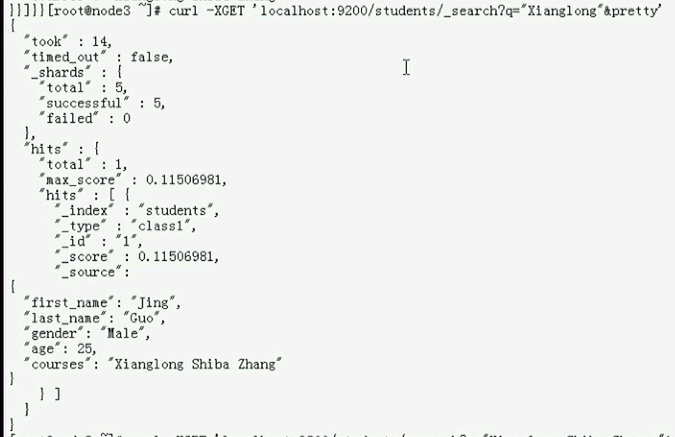 }}]}}[root@node3 ~]# curl -XGET 'localhost:9200/students/_search?q="Xianglong"&pretty'
{
"took" : 14,
"timed_out" : false,
"_shards" : {
"total" : 5,
"successful" : 5,
"failed" : 0
},
"hits" : {
"total" : 1,
"max_score" : 0.11506981,
"hits" : [ {
"_index" : "students",
"_type" : "class1",
"_id" : "1",
"_score" : 0.11506981,
"_source":
{
"first_name": "Jing",
"last_name": "Guo",
"gender": "Male",
"age": 25,
"courses": "Xianglong Shiba Zhang"
}
} ]
}
}